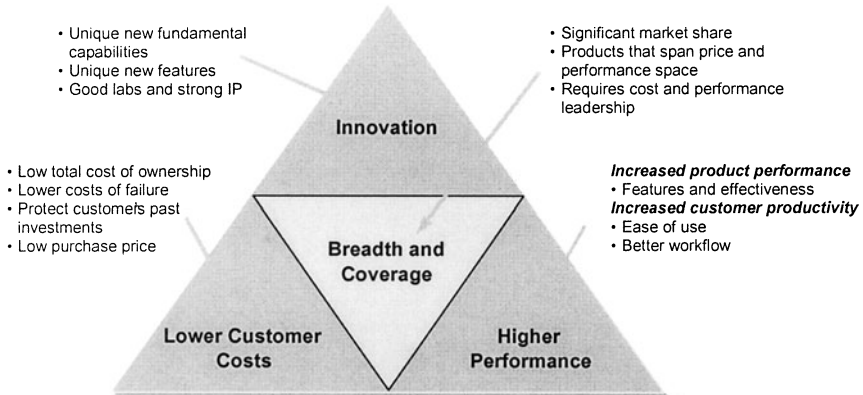 • Unique new fundamental
capabilities
• Unique new features
• Good labs and strong IP
• Significant market share
• Products that span price and
performance space
• Requires cost and performance
leadership
Innovation
• Low total cost of ownership
• Lower costs of failure
• Protect customer's past
investments
• Low purchase price
Increased product performance
• Features and effectiveness
Increased customer productivity
• Ease of use
• Better workflow
Breadth and
Coverage
Lower Customer
Costs
Higher
Performance